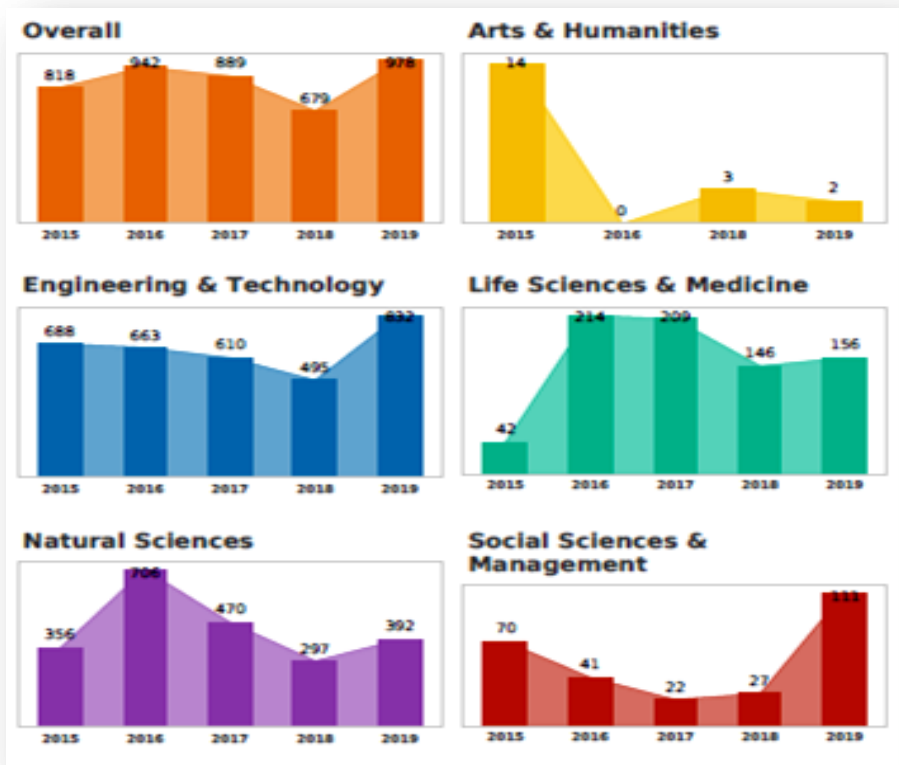 Overall
818 942 889 679 978
2015 2016 2017 2018 2019
Arts & Humanities
14 0 3 2
2015 2016 2018 2019
Engineering & Technology
688 663 610 495 832
2015 2016 2017 2018 2019
Life Sciences & Medicine
42 214 209 146 156
2015 2016 2017 2018 2019
Natural Sciences
356 706 470 297 392
2015 2016 2017 2018 2019
Social Sciences &
Management
70 41 22 27 111
2015 2016 2017 2018 2019